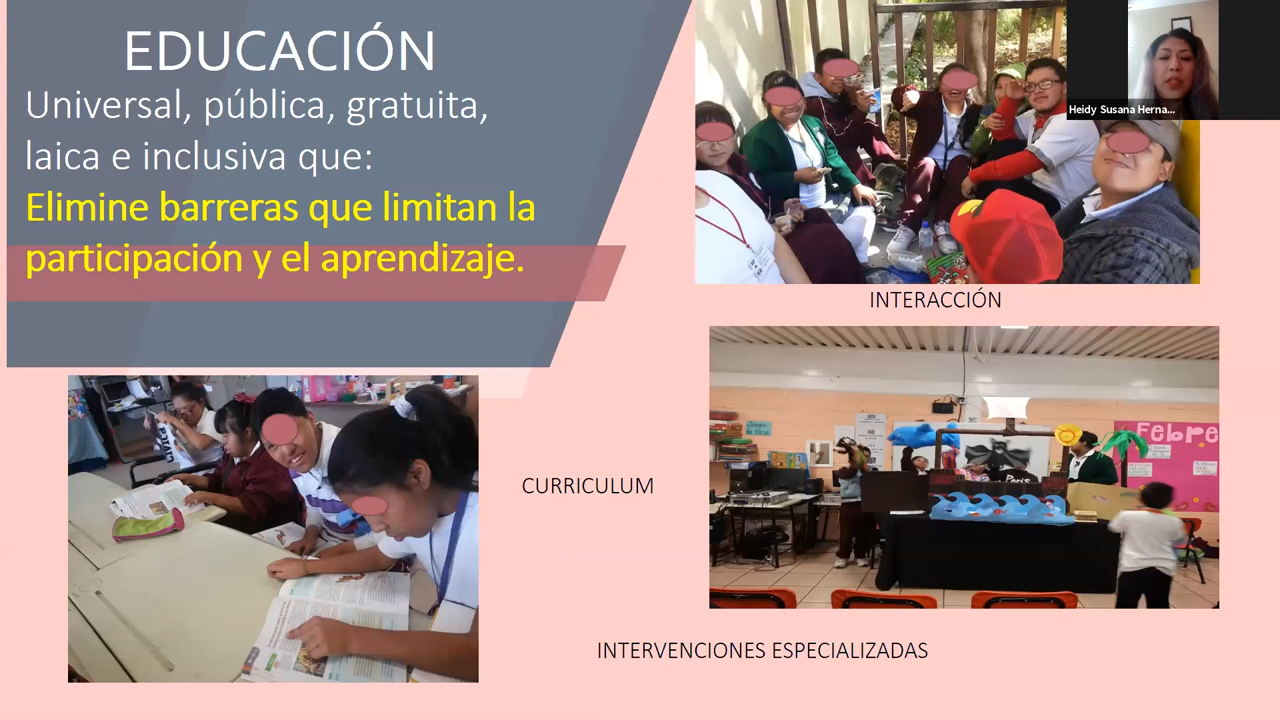 EDUCACIÓN
Universal, pública, gratuita,
laica e inclusiva que:
Elimine barreras que limitan la
participación y el aprendizaje.
Heidy Susana Herna...
INTERACCIÓN
Febre
Paris
CURRICULUM
INTERVENCIONES ESPECIALIZADAS